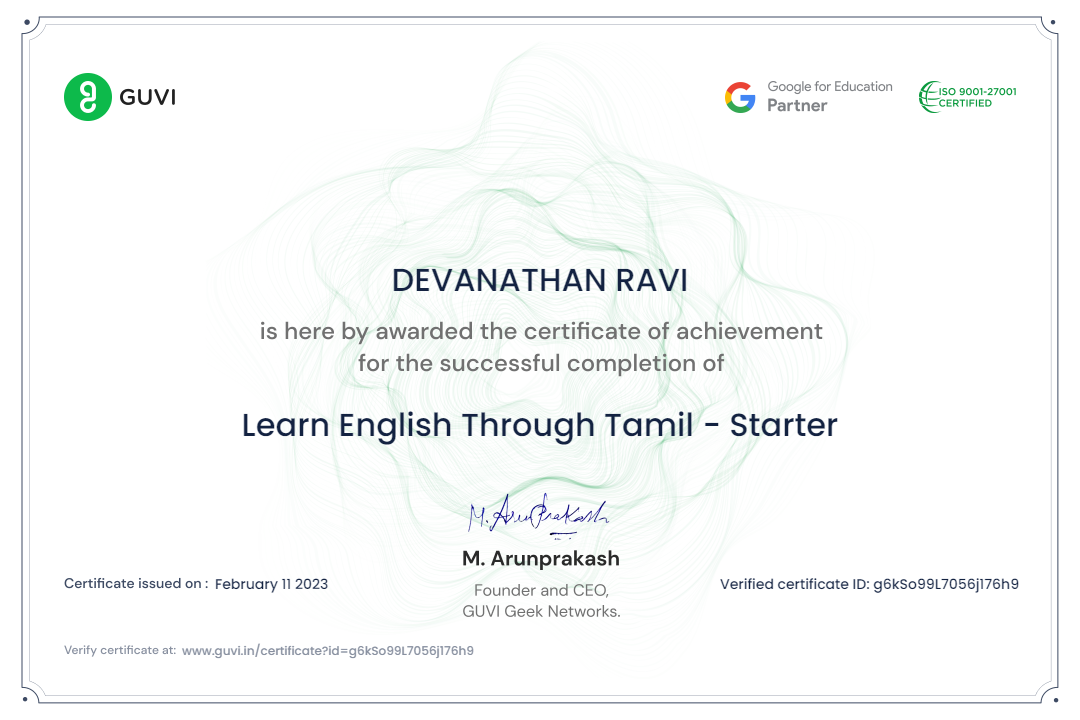 GUVI
Google for Education
Partner
ISO 9001-27001
CERTIFIED
DEVANATHAN RAVI
is here by awarded the certificate of achievement
for the successful completion of
Learn English Through Tamil - Starter
M. Arunprakash
M. Arunprakash
Founder and CEO,
GUVI Geek Networks.
Certificate issued on : February 11 2023
Verified certificate ID: g6kSo99L7056j176h9
Verify certificate at: www.guvi.in/certificate?id=g6kSo99L7056j176h9